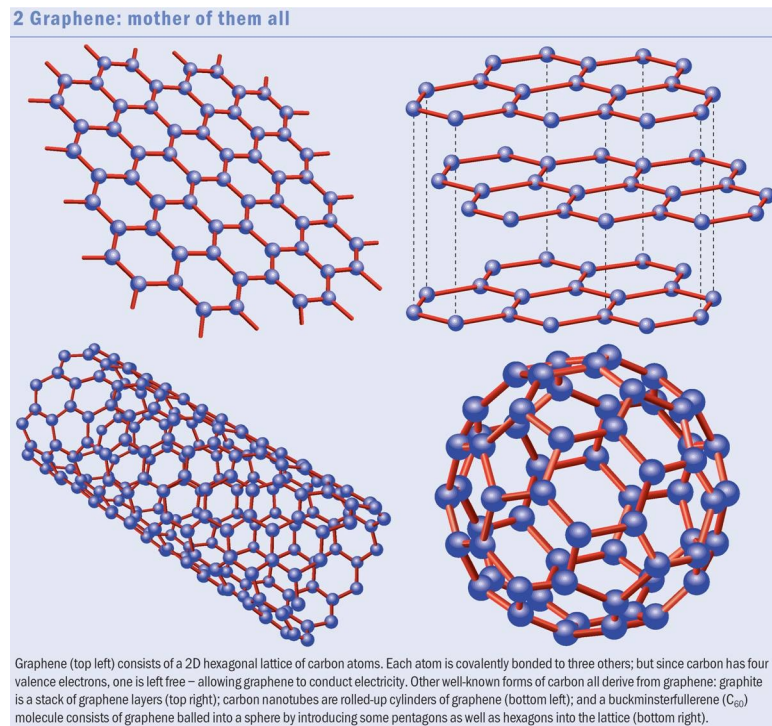 2 Graphene: mother of them all
Graphene (top left) consists of a 2D hexagonal lattice of carbon atoms. Each atom is covalently bonded to three others; but since carbon has four
valence electrons, one is left free – allowing graphene to conduct electricity. Other well-known forms of carbon all derive from graphene: graphite
is a stack of graphene layers (top right); carbon nanotubes are rolled-up cylinders of graphene (bottom left); and a buckminsterfullerene (C₆₀)
molecule consists of graphene balled into a sphere by introducing some pentagons as well as hexagons into the lattice (bottom right).